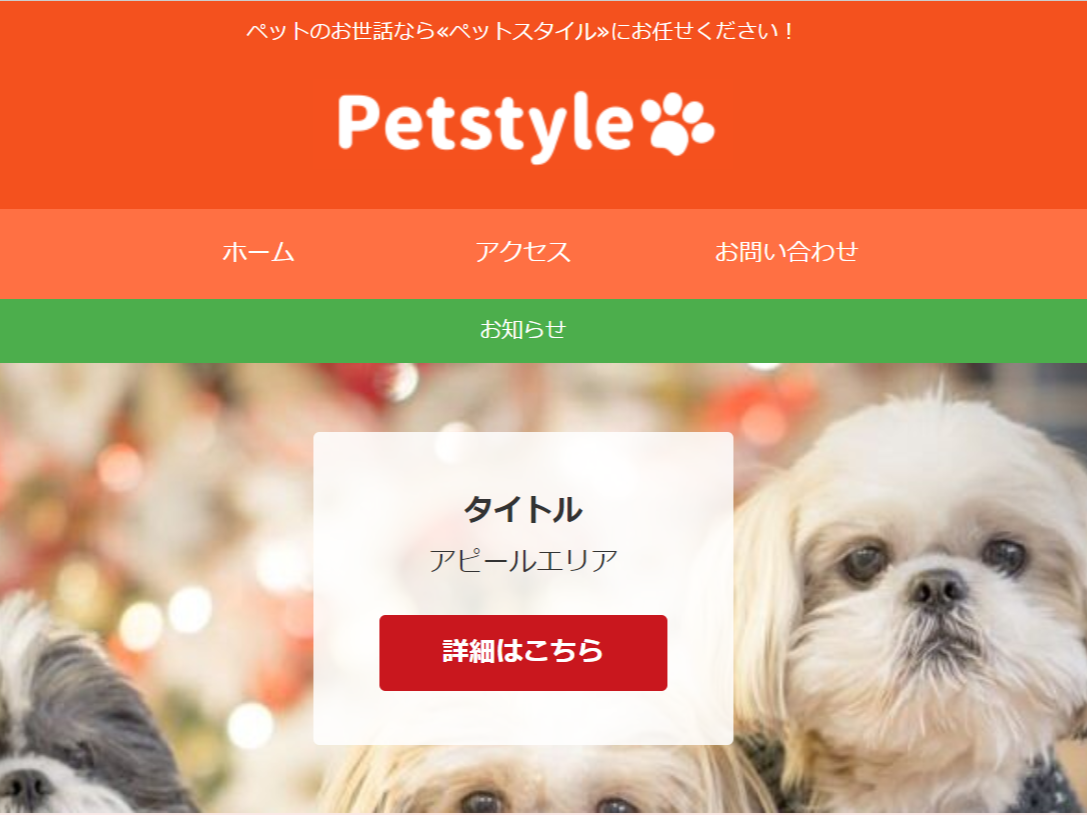 ペットのお世話なら«ペットスタイル»にお任せください！
Petstyle
ホーム アクセス お問い合わせ
お知らせ
タイトル
アピールエリア
詳細はこちら